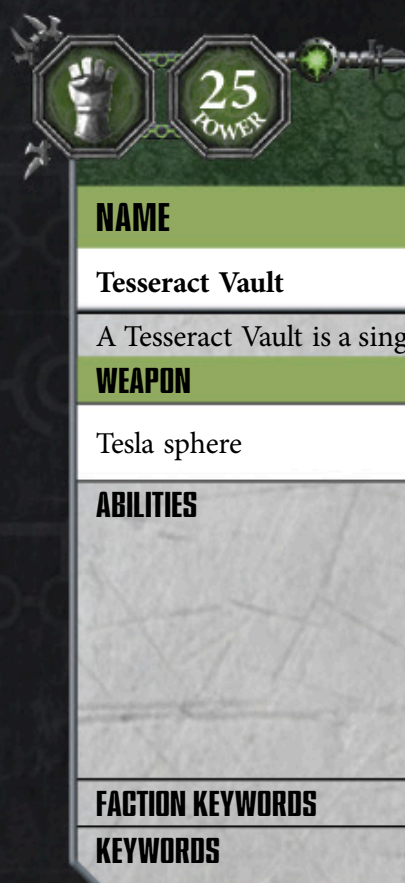 25
POWER
NAME
Tesseract Vault
A Tesseract Vault is a sing
WEAPON
Tesla sphere
ABILITIES
FACTION KEYWORDS
KEYWORDS